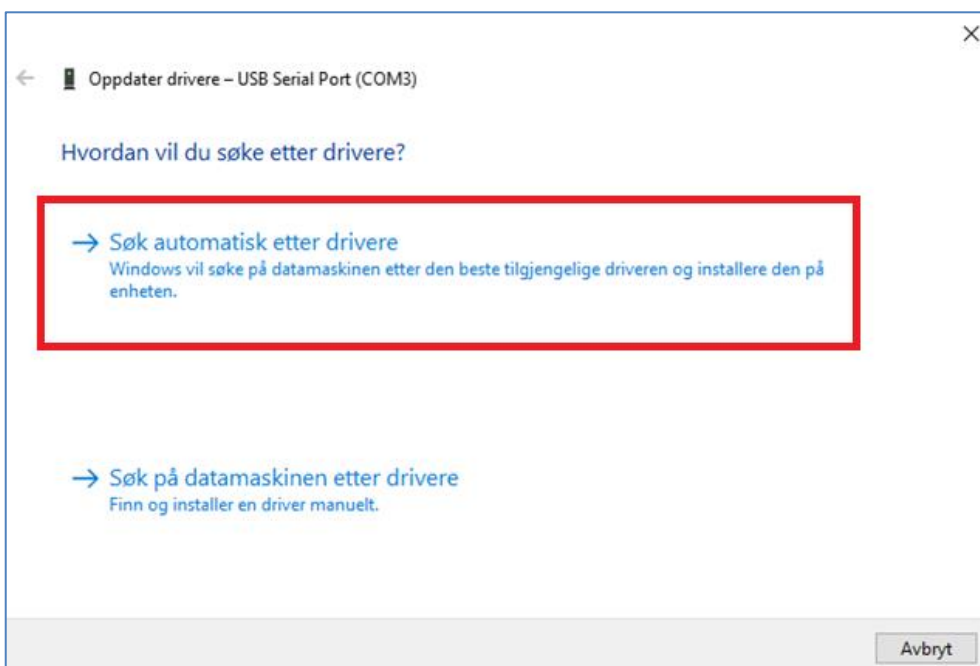 Oppdater drivere – USB Serial Port (COM3)
Hvordan vil du søke etter drivere?
Søk automatisk etter drivere
Windows vil søke på datamaskinen etter den beste tilgjengelige driveren og installere den på
enheten.
Søk på datamaskinen etter drivere
Finn og installer en driver manuelt.
Avbryt